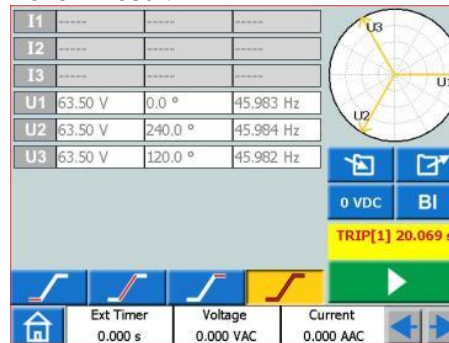 I1 ----- ----- -----
I2 ----- ----- -----
I3 ----- ----- -----
U1 63.50 V 0.0 ° 45.983 Hz
U2 63.50 V 240.0 ° 45.984 Hz
U3 63.50 V 120.0 ° 45.982 Hz
U3
U1
U2
0 VDC BI
TRIP[1] 20.069 s
Ext Timer Voltage Current
0.000 s 0.000 VAC 0.000 AAC